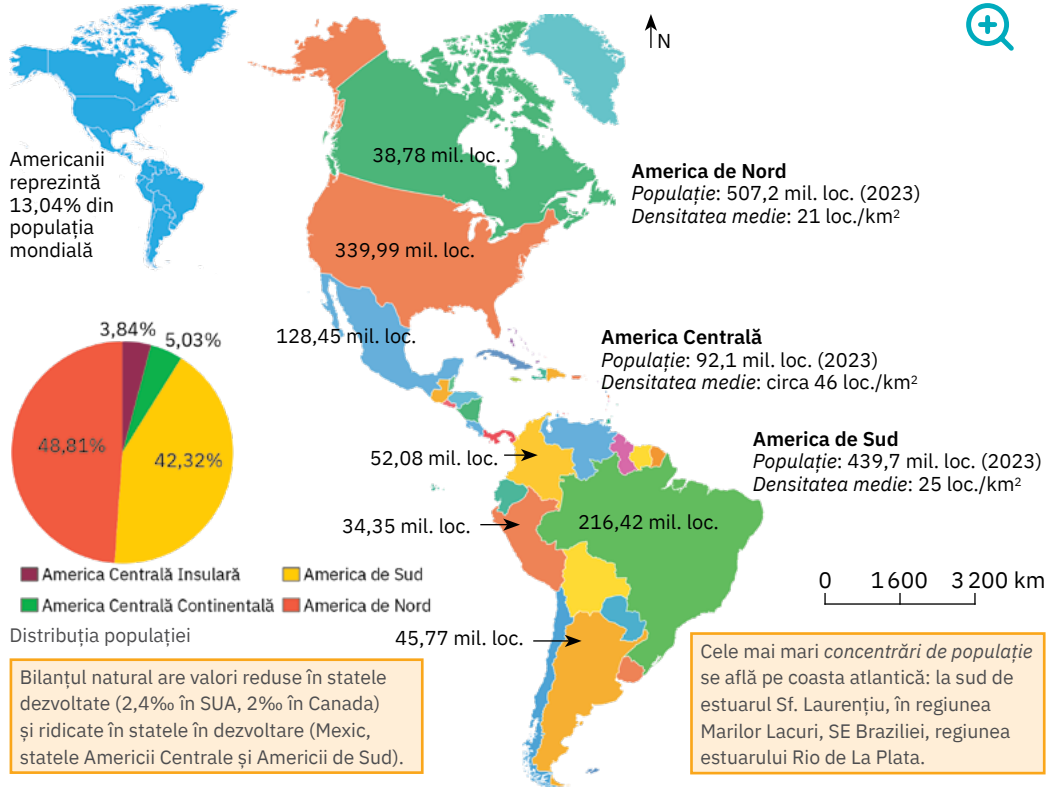 N
Americanii
reprezintă
13,04% din
populația
mondială
38,78 mil. loc.
339,99 mil. loc.
128,45 mil. loc.
America de Nord
Populație: 507,2 mil. loc. (2023)
Densitatea medie: 21 loc./km²
America Centrală
Populație: 92,1 mil. loc. (2023)
Densitatea medie: circa 46 loc./km²
America de Sud
Populație: 439,7 mil. loc. (2023)
Densitatea medie: 25 loc./km²
52,08 mil. loc.
34,35 mil. loc.
216,42 mil. loc.
45,77 mil. loc.
3,84%
5,03%
48,81%
42,32%
America Centrală Insulară
America de Sud
America Centrală Continentală
America de Nord
Distribuția populației
0 1600 3 200 km
Bilanțul natural are valori reduse în statele
dezvoltate (2,4‰ în SUA, 2‰ în Canada)
și ridicate în statele în dezvoltare (Mexic,
statele Americii Centrale și Americii de Sud).
Cele mai mari concentrări de populație
se află pe coasta atlantică: la sud de
estuarul Sf. Laurențiu, în regiunea
Marilor Lacuri, SE Braziliei, regiunea
estuarului Rio de La Plata.